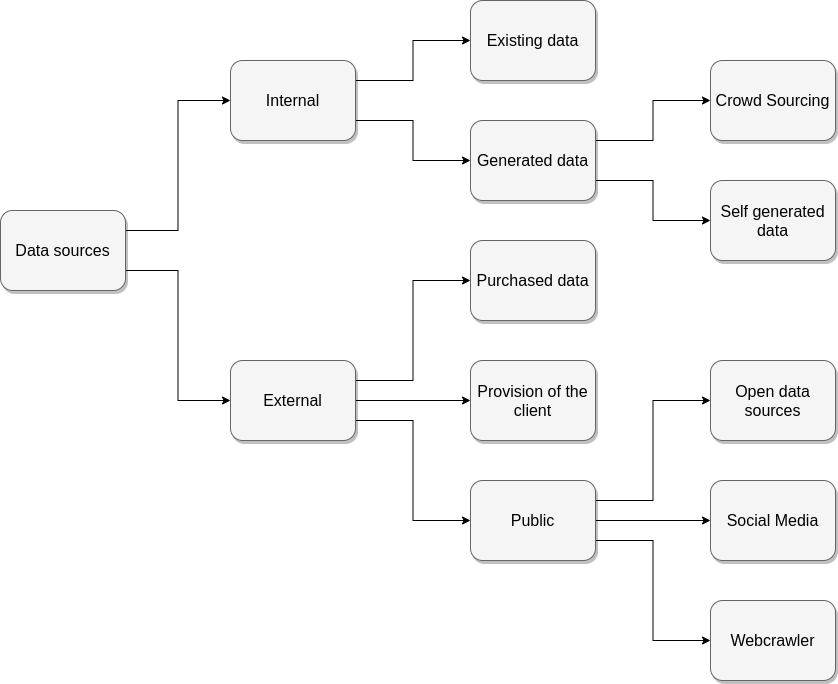 Existing data
Internal
Crowd Sourcing
Generated data
Self generated
data
Data sources
Purchased data
External
Provision of the
client
Open data
sources
Public
Social Media
Webcrawler